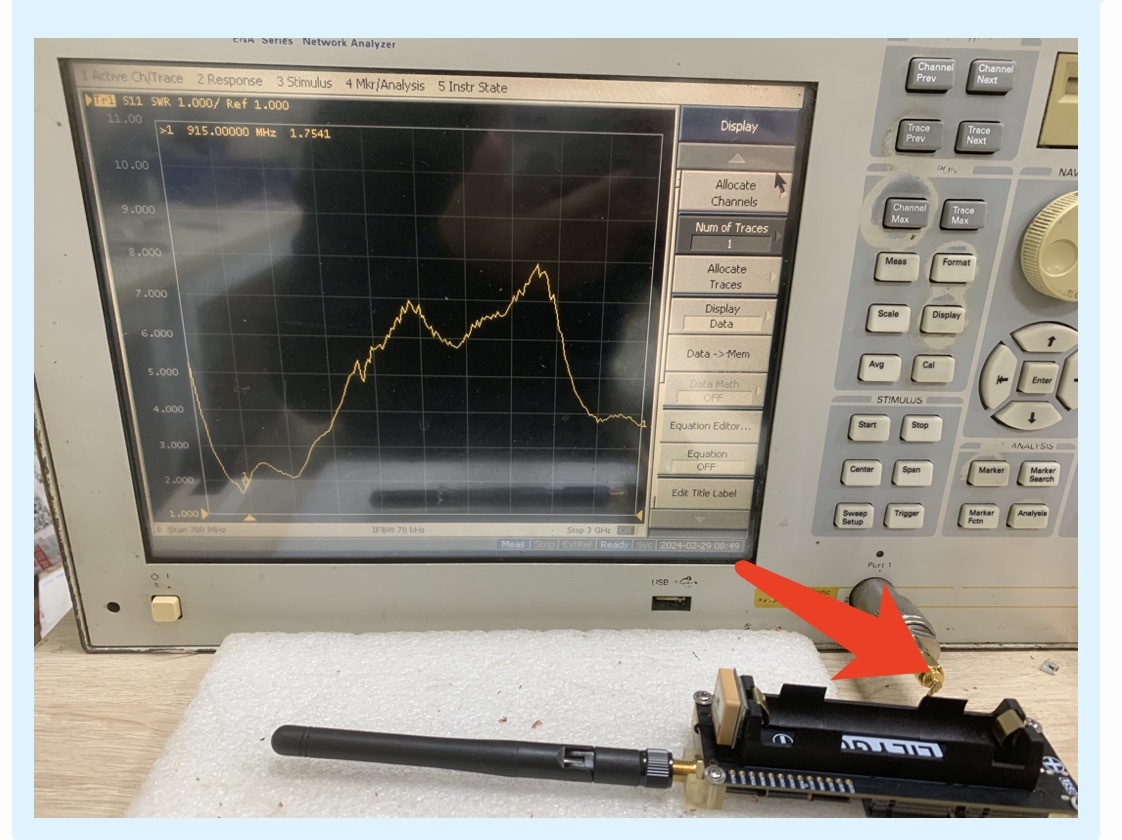 ENA Series Network Analyzer
1 Active Ch/Trace 2 Response 3 Stimulus 4 Mkr/Analysis 5 Instr State
Tr1 S11 SWR 1.000/ Ref 1.000
>1 915.00000 MHz 1.7541
11.00
10.00
9.000
8.000
7.000
6.000
5.000
4.000
3.000
2.000
1.000
1
1
Start 700 MHz IFBW 70 kHz Stop 3 GHz
Meas Stop ExtRef Ready Svc 2024-02-29 08:49
Display
Allocate
Channels
Num of Traces
1
Allocate
Traces
Display
Data
Data -> Mem
Data Math
OFF
Equation Editor...
Equation
OFF
Edit Title Label
Channel
Prev
Channel
Next
Trace
Prev
Trace
Next
NAV
Channel
Max
Trace
Max
Meas
Format
Scale
Display
Avg
Cal
Enter
STIMULUS
Start
Stop
Center
Span
Sweep
Setup
Trigger
ANALYSIS
Marker
Marker
Search
Marker
Fctn
Analysis
Port 1
USB